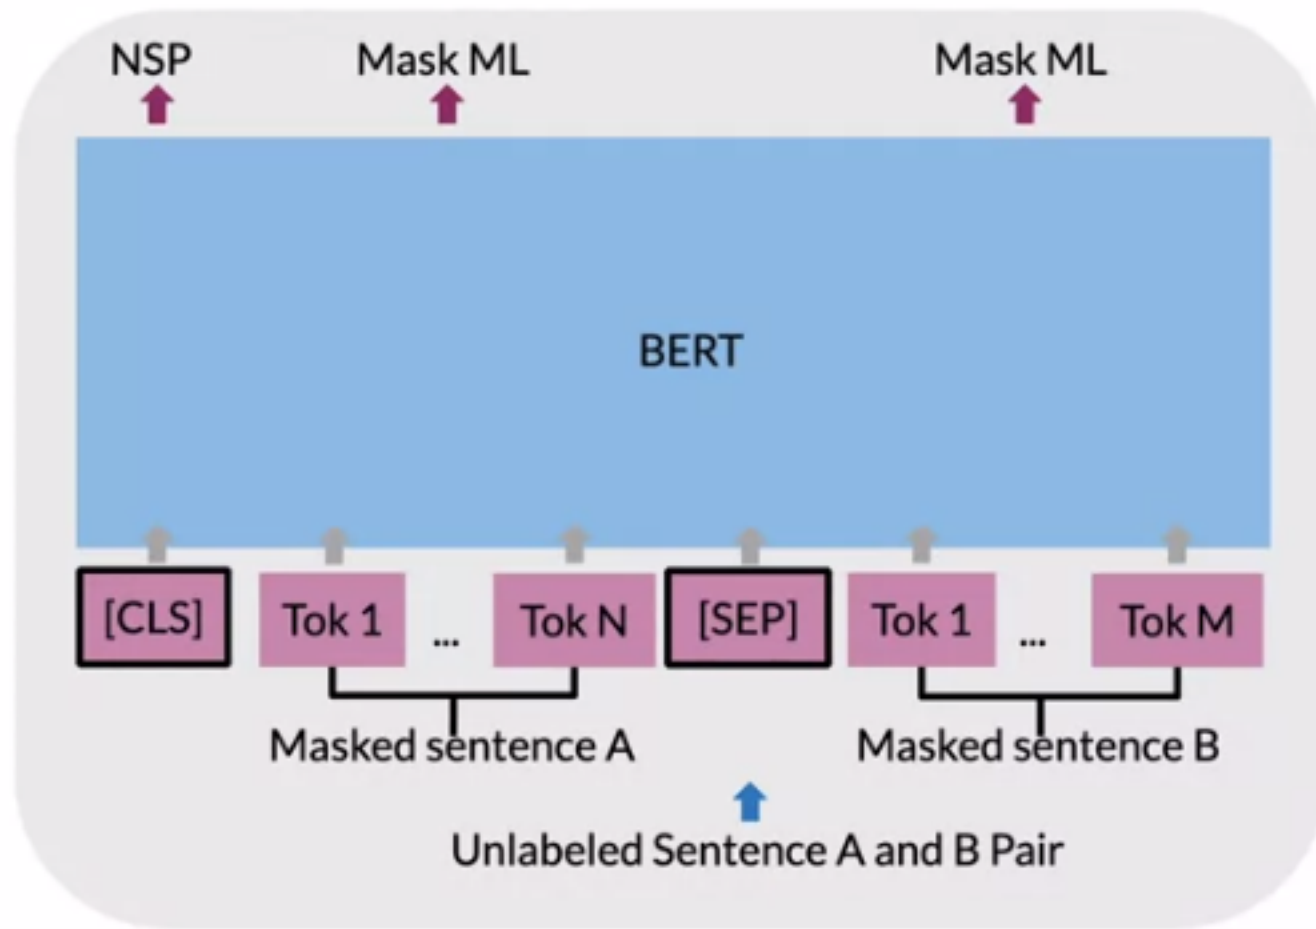 NSP Mask ML Mask ML
BERT
[CLS] Tok 1 ... Tok N [SEP] Tok 1 ... Tok M
Masked sentence A Masked sentence B
Unlabeled Sentence A and B Pair